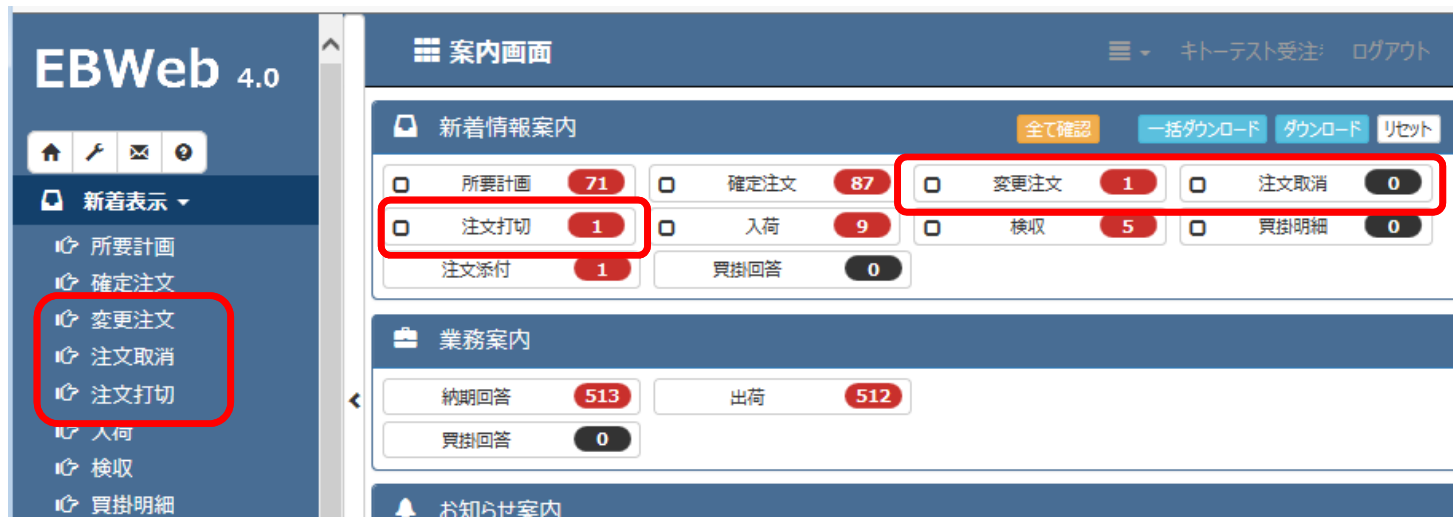 EBWeb 4.0
新着表示
所要計画
確定注文
変更注文
注文取消
注文打切
入荷
検収
買掛明細
案内画面
キトーテスト受注 ログアウト
新着情報案内 全て確認 一括ダウンロード ダウンロード リセット
所要計画 71 確定注文 87 変更注文 1 注文取消 0
注文打切 1 入荷 9 検収 5 買掛明細 0
注文添付 1 買掛回答 0
業務案内
納期回答 513 出荷 512
買掛回答 0
お知らせ案内